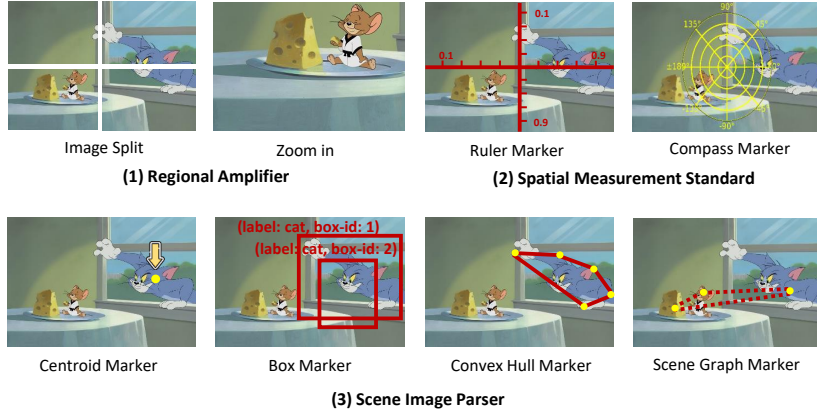 0.1
0.1
0.9
0.9
90°
135°
45°
±180°
-90°
Image Split
Zoom in
Ruler Marker
Compass Marker
(1) Regional Amplifier
(2) Spatial Measurement Standard
(label: cat, box-id: 1)
(label: cat, box-id: 2)
Centroid Marker
Box Marker
Convex Hull Marker
Scene Graph Marker
(3) Scene Image Parser